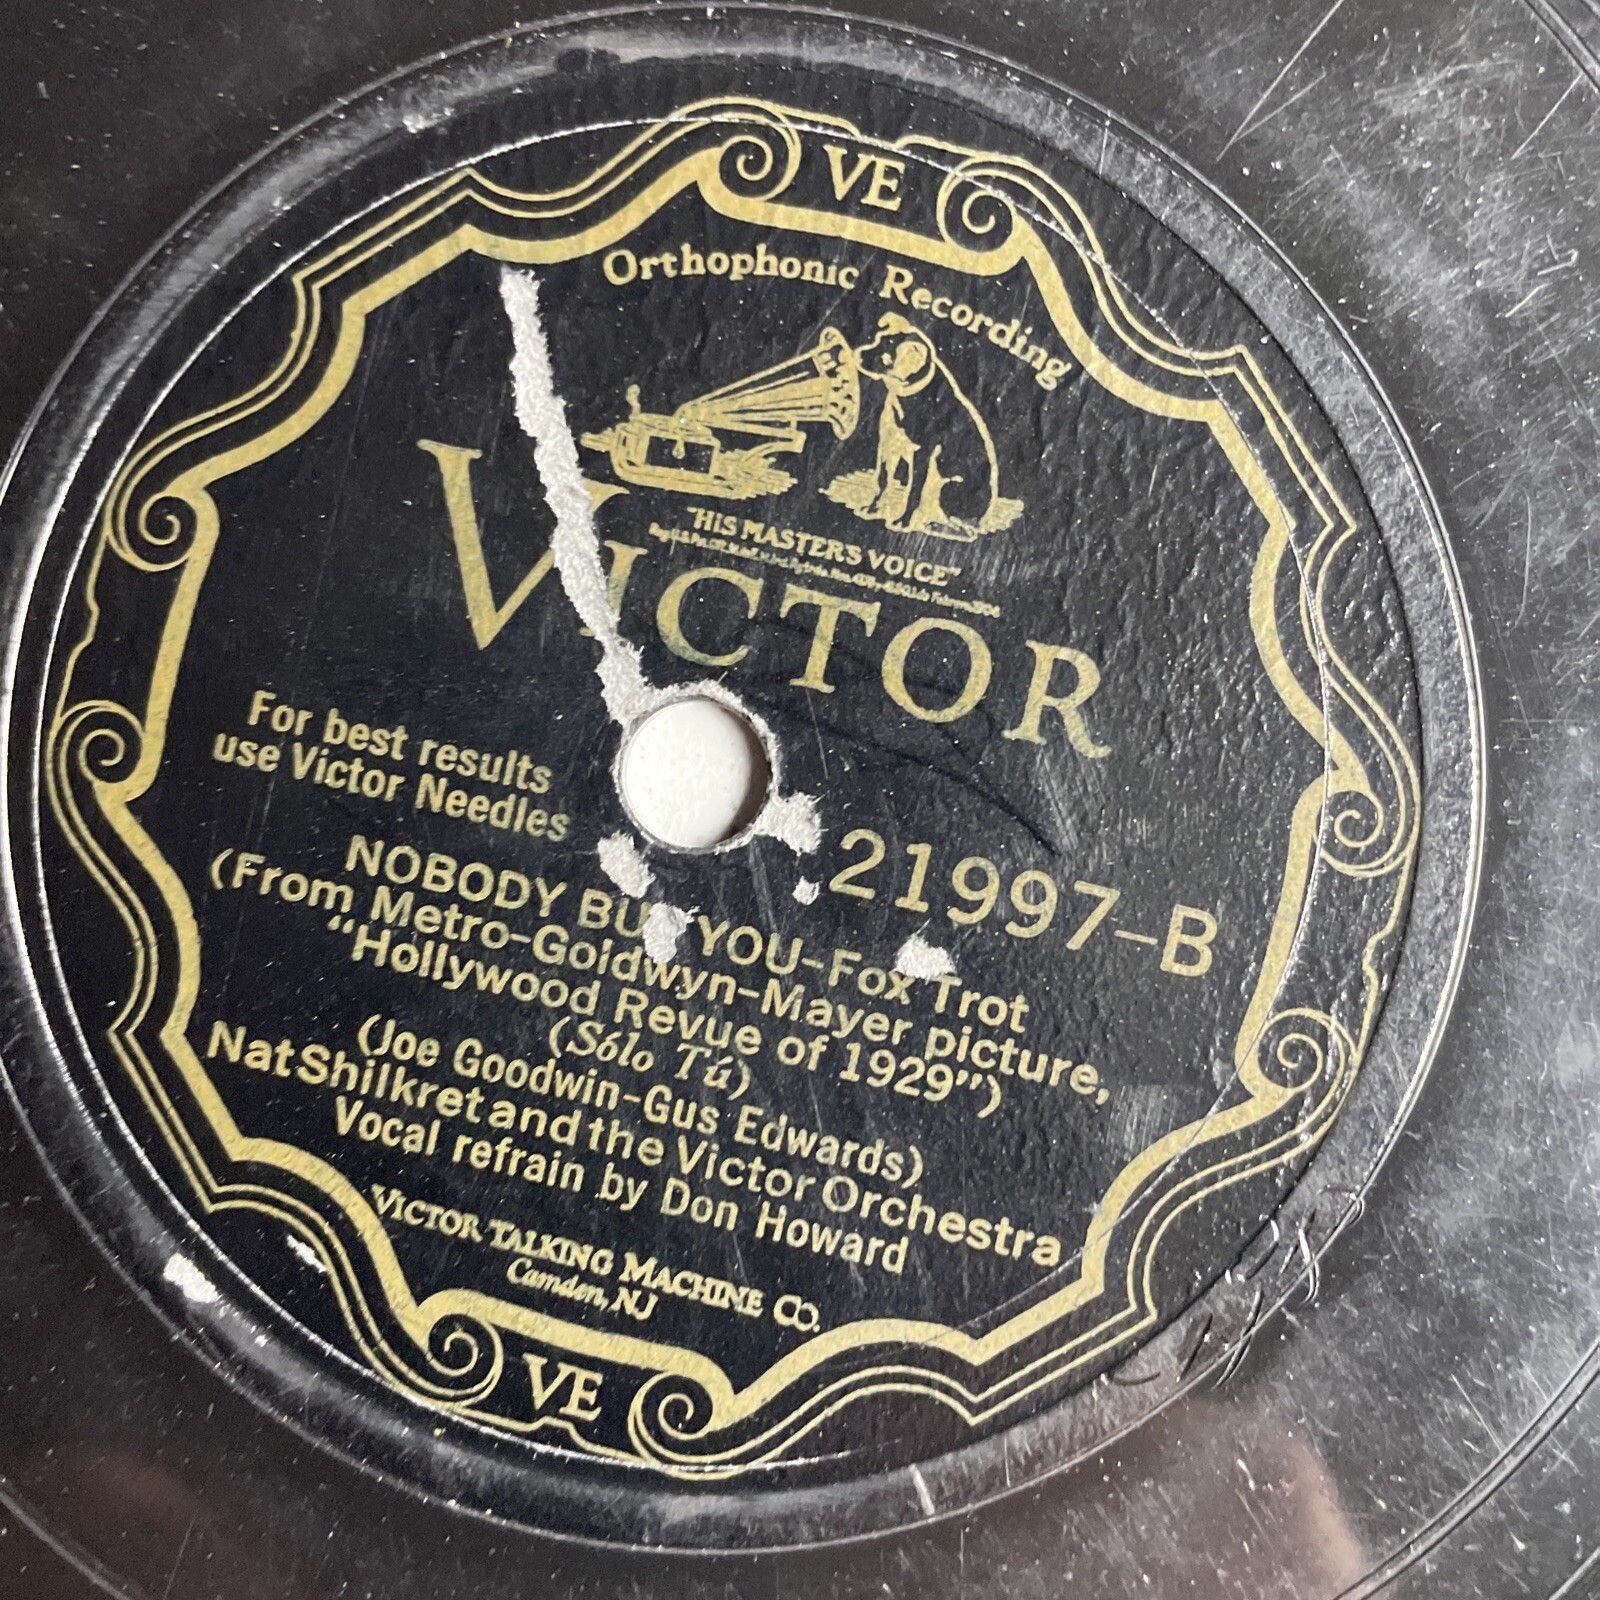 VE
Orthophonic Recording
"HIS MASTER'S VOICE"
VICTOR
For best results
use Victor Needles
21997-B
NOBODY BUT YOU-Fox Trot
(From Metro-Goldwyn-Mayer picture,
"Hollywood Revue of 1929")
(Sólo Tú)
(Joe Goodwin-Gus Edwards)
Nat Shilkret and the Victor Orchestra
Vocal refrain by Don Howard
VICTOR TALKING MACHINE CO.
Camden, NJ
VE